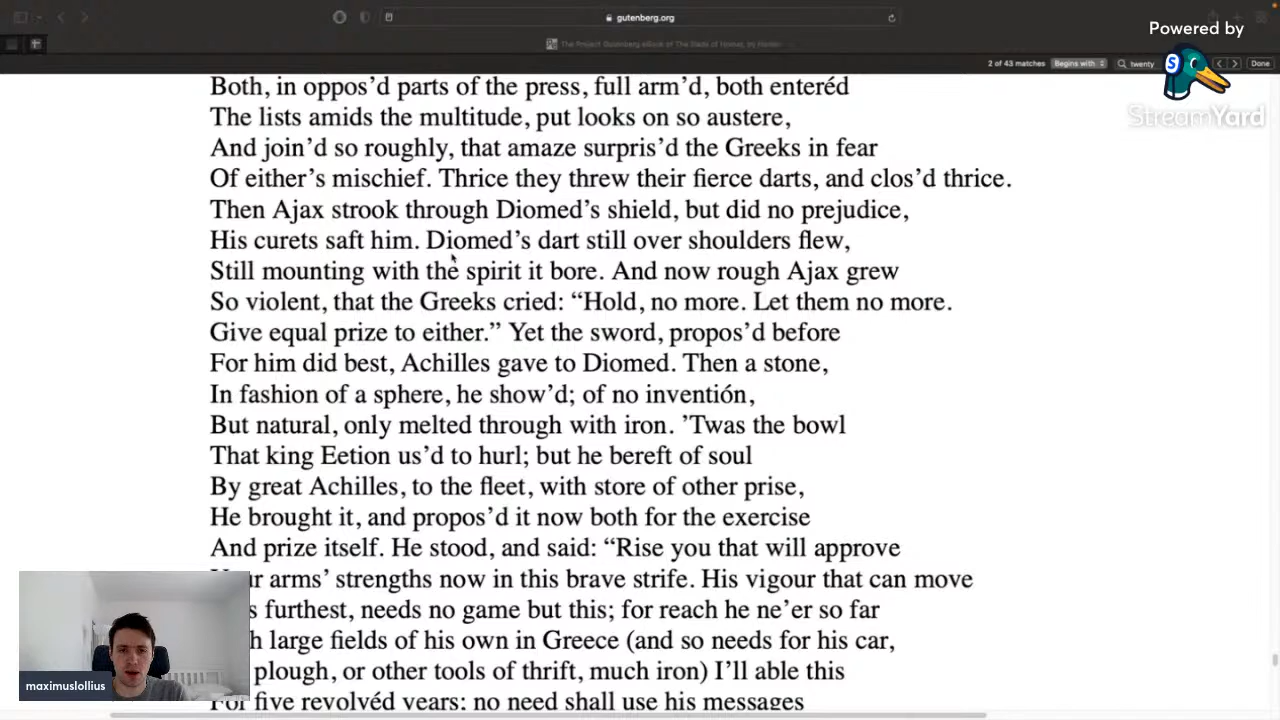 gutenberg.org
Powered by
The Project Gutenberg eBook of The Iliads of Homer, by Homer
2 of 43 matches
Begins with
twenty
Done
StreamYard
Both, in oppos’d parts of the press, full arm’d, both enteréd
The lists amids the multitude, put looks on so austere,
And join’d so roughly, that amaze surpris’d the Greeks in fear
Of either’s mischief. Thrice they threw their fierce darts, and clos’d thrice.
Then Ajax strook through Diomed’s shield, but did no prejudice,
His curets saft him. Diomed’s dart still over shoulders flew,
Still mounting with the spirit it bore. And now rough Ajax grew
So violent, that the Greeks cried: “Hold, no more. Let them no more.
Give equal prize to either.” Yet the sword, propos’d before
For him did best, Achilles gave to Diomed. Then a stone,
In fashion of a sphere, he show’d; of no inventión,
But natural, only melted through with iron. ’Twas the bowl
That king Eetion us’d to hurl; but he bereft of soul
By great Achilles, to the fleet, with store of other prise,
He brought it, and propos’d it now both for the exercise
And prize itself. He stood, and said: “Rise you that will approve
arms’ strengths now in this brave strife. His vigour that can move
furthest, needs no game but this; for reach he ne’er so far
large fields of his own in Greece (and so needs for his car,
plough, or other tools of thrift, much iron) I’ll able this
For five revolvéd years; no need shall use his messages
maximuslollius